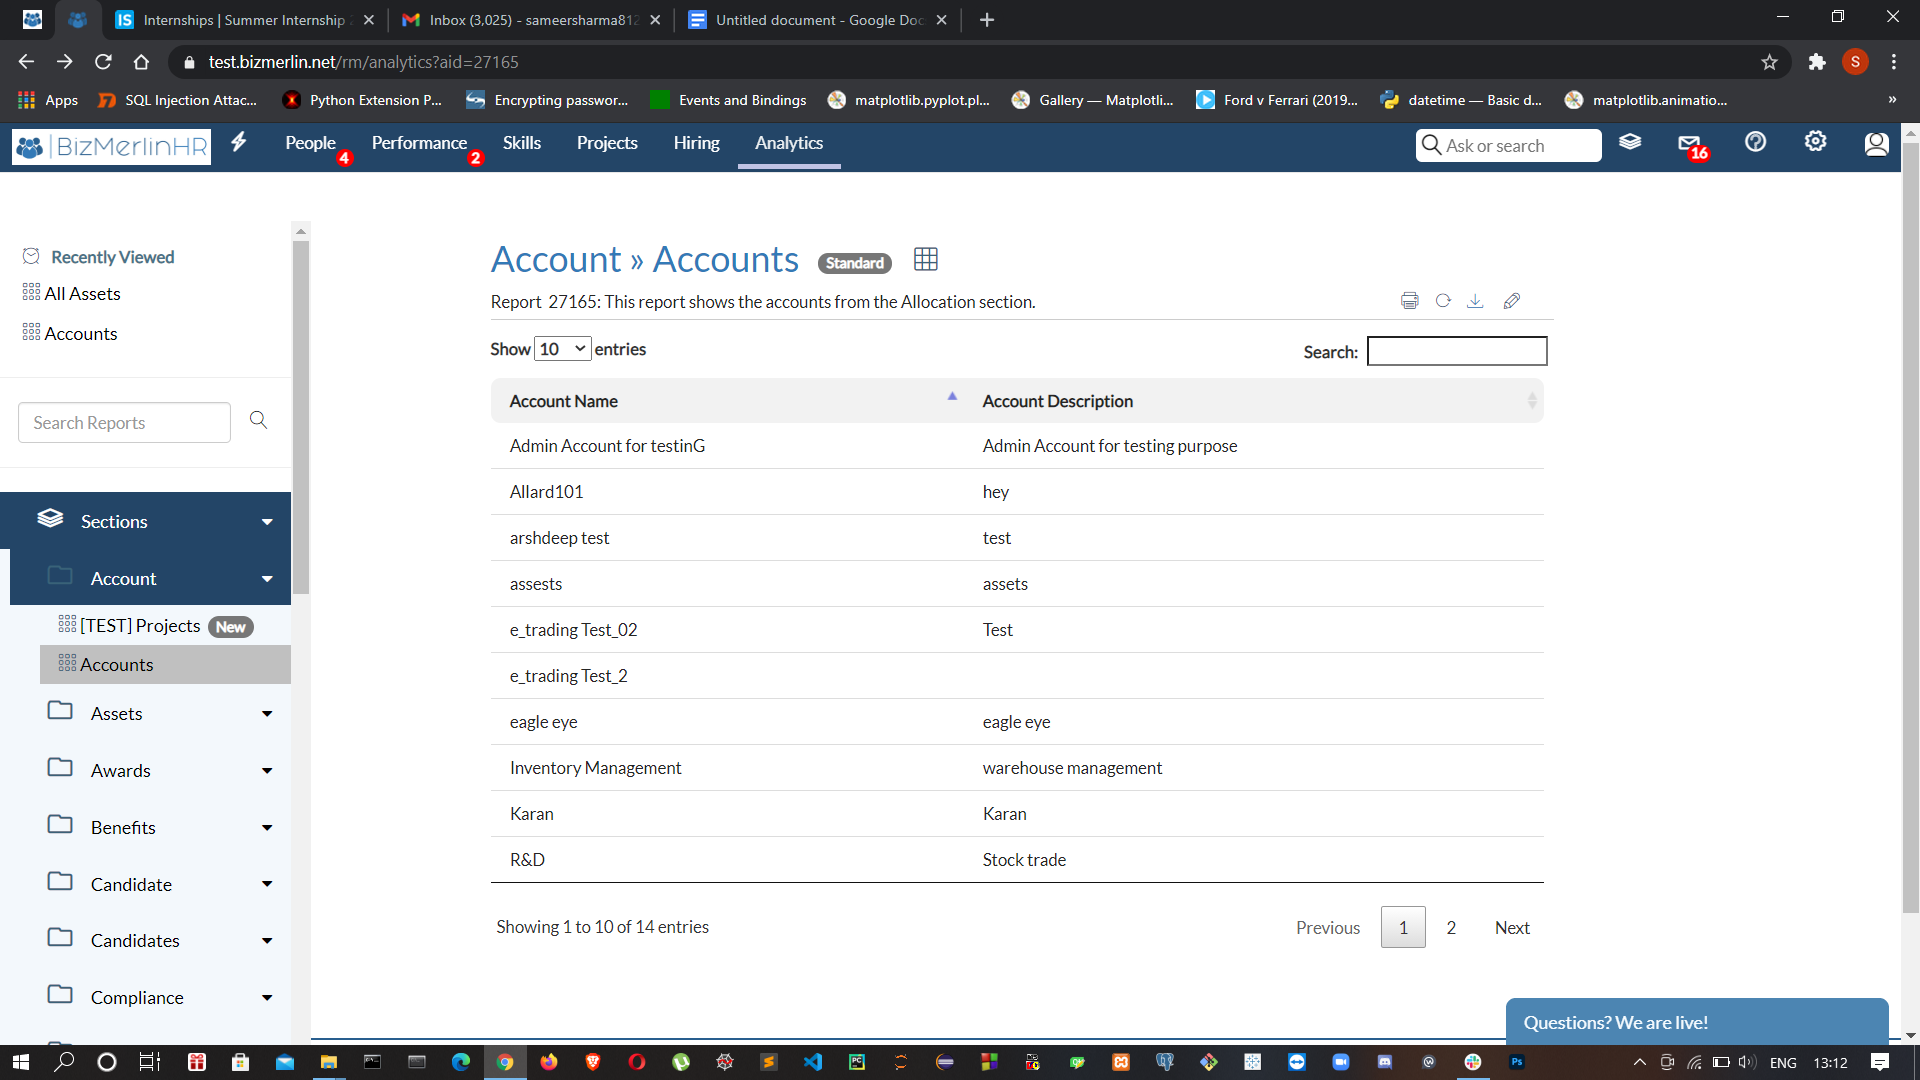 Internships | Summer Internship 2
Inbox (3,025) - sameersharma812
Untitled document - Google Doc
test.bizmerlin.net/rm/analytics?aid=27165
S
Apps
SQL Injection Attac...
Python Extension P...
Encrypting passwor...
Events and Bindings
matplotlib.pyplot.pl...
Gallery — Matplotli...
Ford v Ferrari (2019...
datetime — Basic d...
matplotlib.animatio...
»
BizMerlinHR
People 4
Performance 2
Skills
Projects
Hiring
Analytics
Ask or search
16
Recently Viewed
All Assets
Accounts
Search Reports
Sections
Account
[TEST] Projects New
Accounts
Assets
Awards
Benefits
Candidate
Candidates
Compliance
Account » Accounts Standard
Report 27165: This report shows the accounts from the Allocation section.
Show 10 entries
Search:
Account Name Account Description
Admin Account for testinG Admin Account for testing purpose
Allard101 hey
arshdeep test test
assests assets
e_trading Test_02 Test
e_trading Test_2
eagle eye eagle eye
Inventory Management warehouse management
Karan Karan
R&D Stock trade
Showing 1 to 10 of 14 entries
Previous 1 2 Next
Questions? We are live!
ENG 13:12